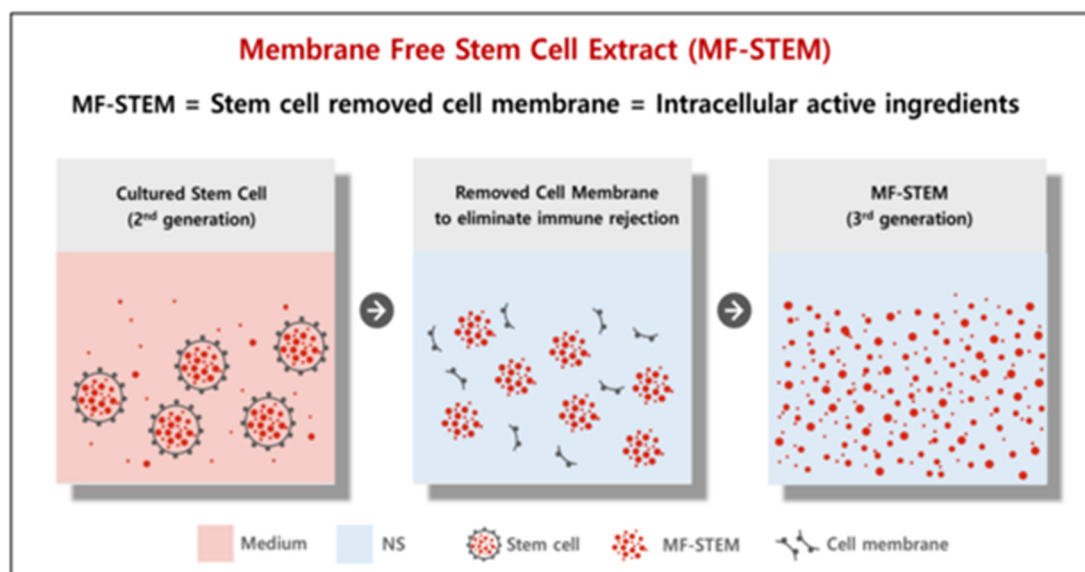 Membrane Free Stem Cell Extract (MF-STEM)
MF-STEM = Stem cell removed cell membrane = Intracellular active ingredients
Cultured Stem Cell
(2nd generation)
Removed Cell Membrane
to eliminate immune rejection
MF-STEM
(3rd generation)
Medium
NS
Stem cell
MF-STEM
Cell membrane